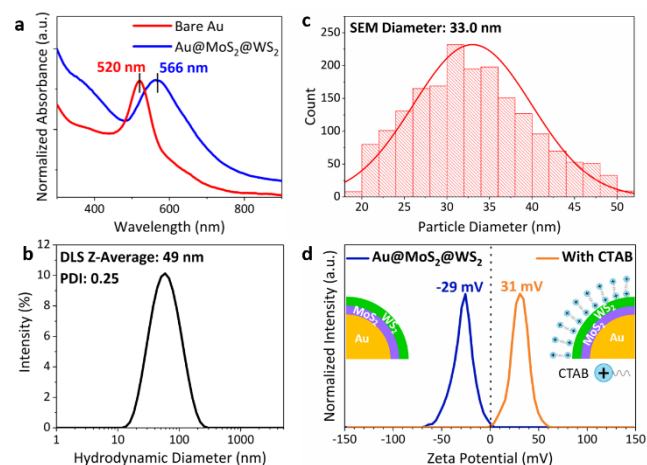 a
Bare Au
Au@MoS₂@WS₂
520 nm
566 nm
Normalized Absorbance (a.u.)
400 600 800
Wavelength (nm)
c
SEM Diameter: 33.0 nm
250
200
150
100
50
0
Count
20 25 30 35 40 45 50
Particle Diameter (nm)
b
DLS Z-Average: 49 nm
PDI: 0.25
12
10
8
6
4
2
0
Intensity (%)
1 10 100 1000
Hydrodynamic Diameter (nm)
d
Au@MoS₂@WS₂
With CTAB
-29 mV
31 mV
WS₂
MoS₂
Au
WS₂
MoS₂
Au
CTAB +
Normalized Intensity (a.u.)
-150 -100 -50 0 50 100 150
Zeta Potential (mV)